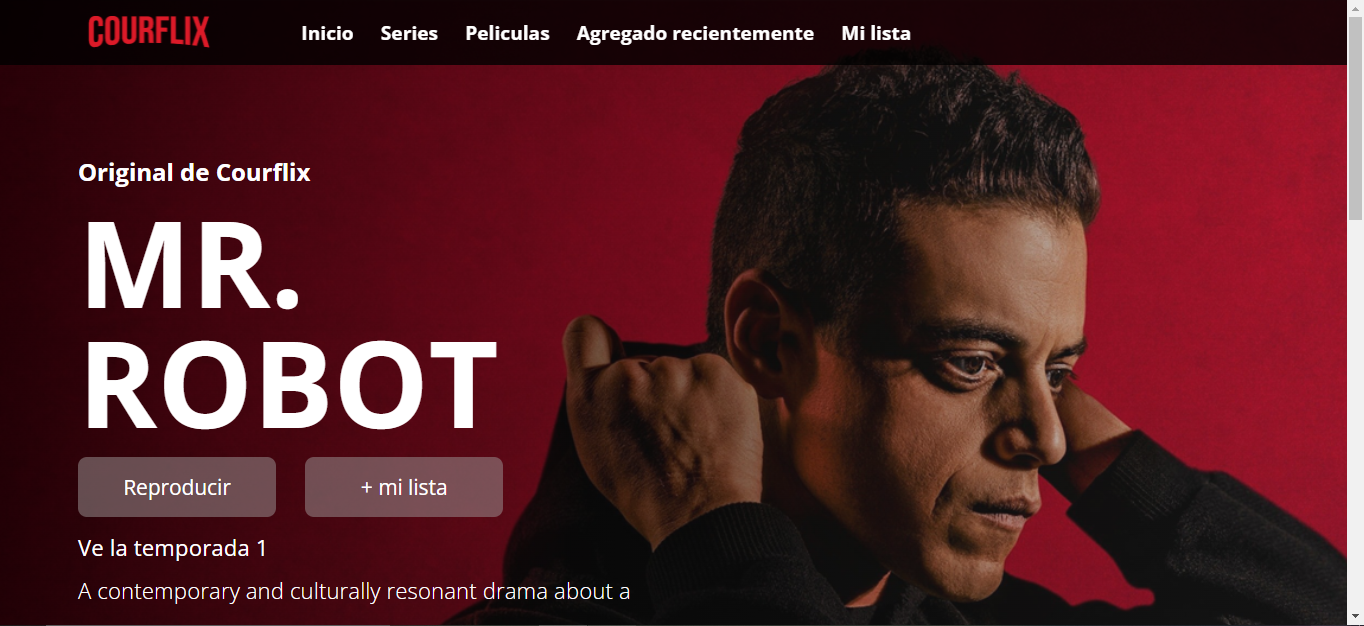 COURFLIX
Inicio Series Peliculas Agregado recientemente Mi lista
Original de Courflix
MR.
ROBOT
Reproducir + mi lista
Ve la temporada 1
A contemporary and culturally resonant drama about a